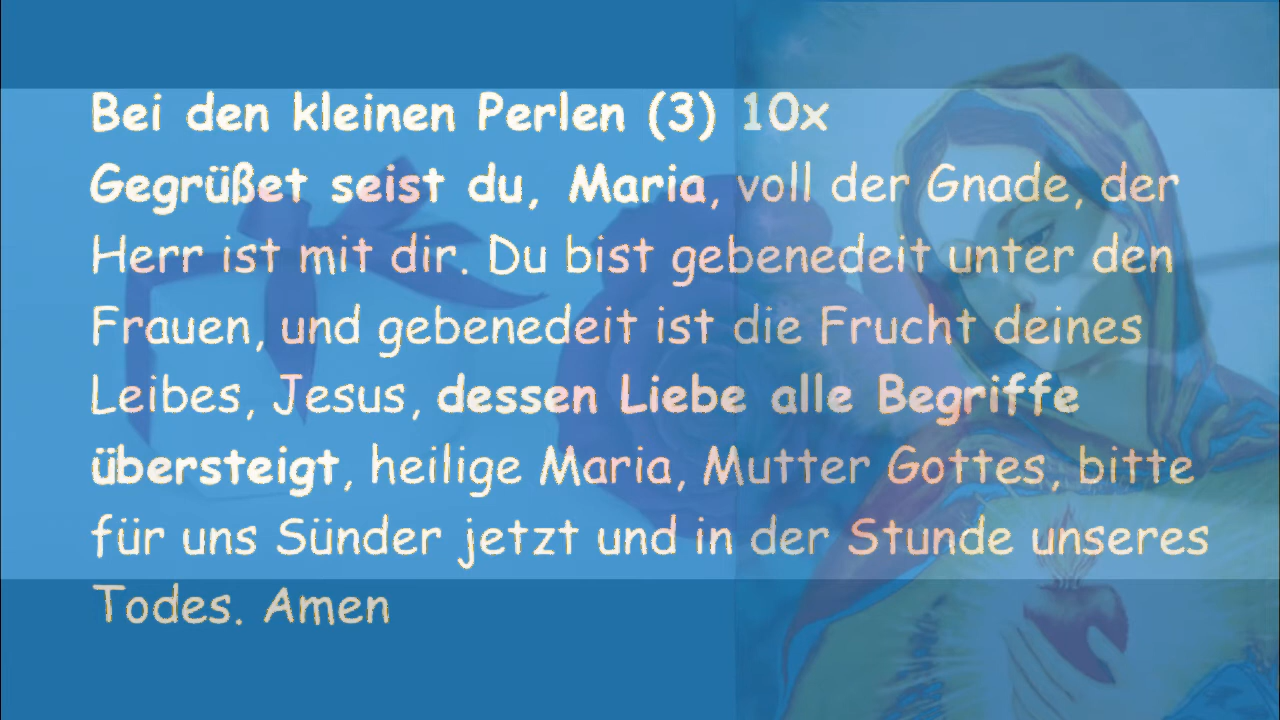 Bei den kleinen Perlen (3) 10x
Gegrüßet seist du, Maria, voll der Gnade, der
Herr ist mit dir. Du bist gebenedeit unter den
Frauen, und gebenedeit ist die Frucht deines
Leibes, Jesus, dessen Liebe alle Begriffe
übersteigt, heilige Maria, Mutter Gottes, bitte
für uns Sünder jetzt und in der Stunde unseres
Todes. Amen